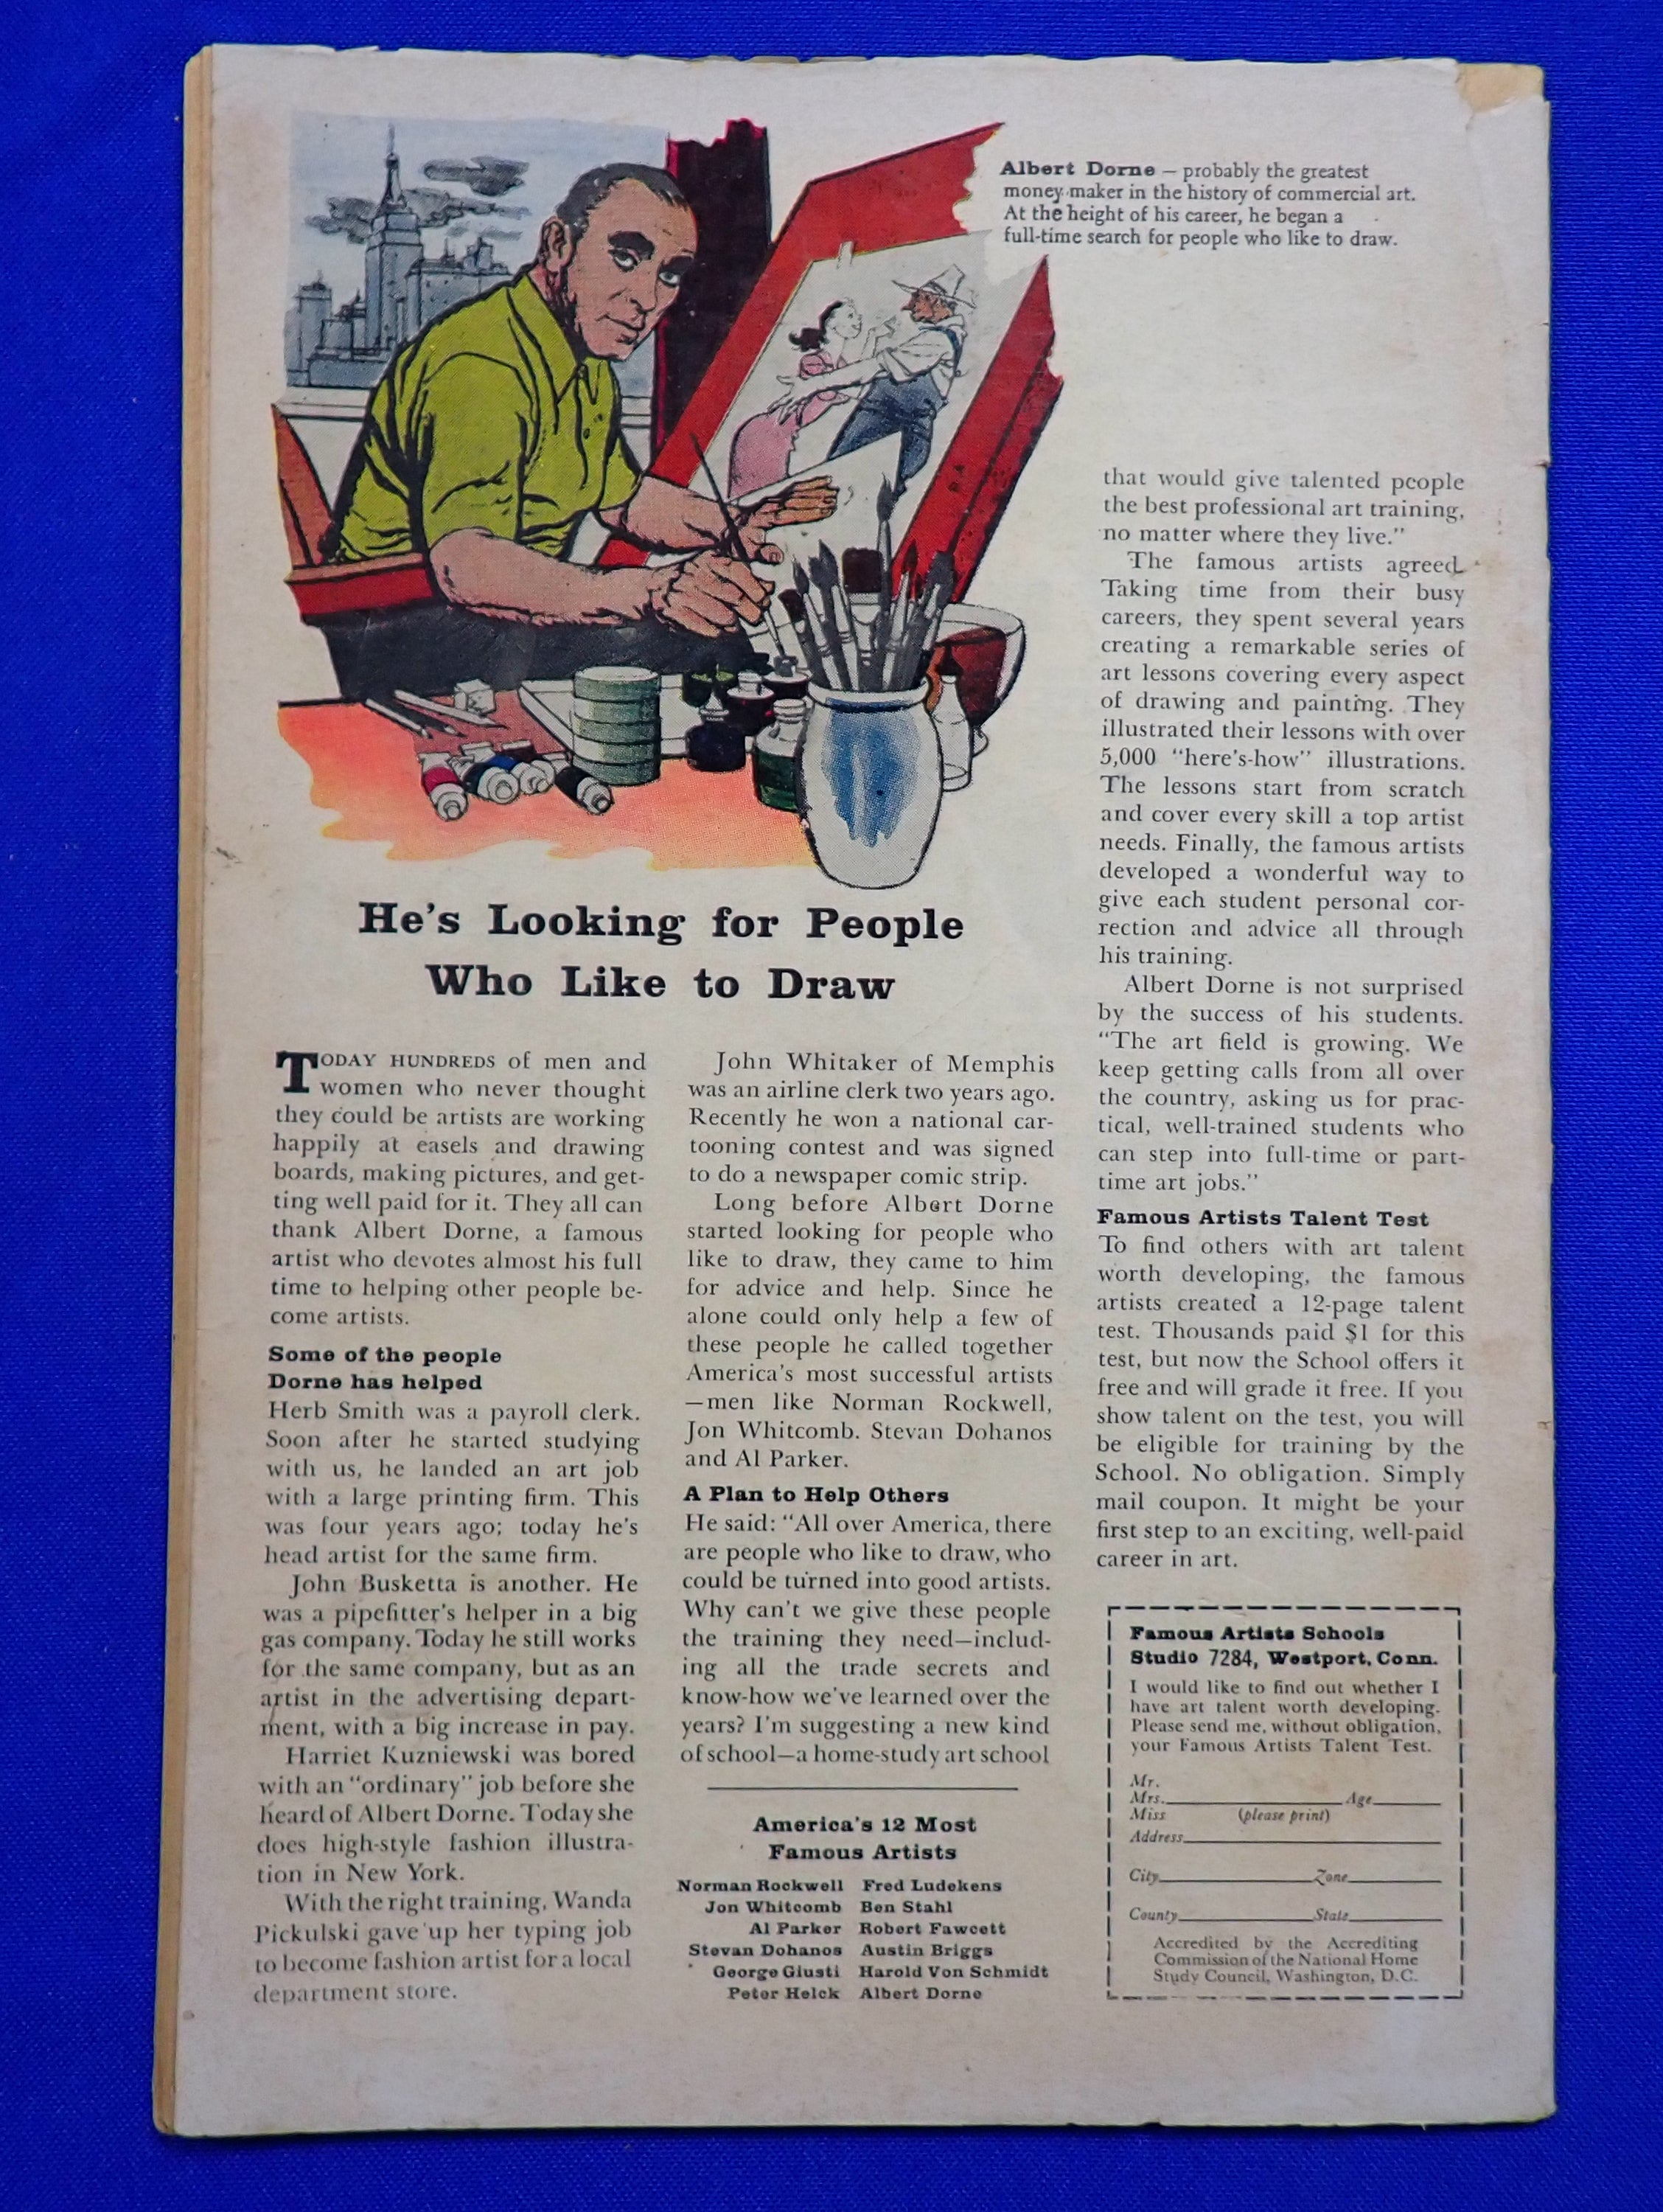 Albert Dorne — probably the greatest
money maker in the history of commercial art.
At the height of his career, he began a
full-time search for people who like to draw.
He's Looking for People
Who Like to Draw
TODAY HUNDREDS of men and
women who never thought
they could be artists are working
happily at easels and drawing
boards, making pictures, and get-
ting well paid for it. They all can
thank Albert Dorne, a famous
artist who devotes almost his full
time to helping other people be-
come artists.
Some of the people
Dorne has helped
Herb Smith was a payroll clerk.
Soon after he started studying
with us, he landed an art job
with a large printing firm. This
was four years ago; today he's
head artist for the same firm.
John Busketta is another. He
was a pipefitter's helper in a big
gas company. Today he still works
for the same company, but as an
artist in the advertising depart-
ment, with a big increase in pay.
Harriet Kuzniewski was bored
with an "ordinary" job before she
heard of Albert Dorne. Today she
does high-style fashion illustra-
tion in New York.
With the right training, Wanda
Pickulski gave up her typing job
to become fashion artist for a local
department store.
John Whitaker of Memphis
was an airline clerk two years ago.
Recently he won a national car-
tooning contest and was signed
to do a newspaper comic strip.
Long before Albert Dorne
started looking for people who
like to draw, they came to him
for advice and help. Since he
alone could only help a few of
these people he called together
America's most successful artists
—men like Norman Rockwell,
Jon Whitcomb. Stevan Dohanos
and Al Parker.
A Plan to Help Others
He said: "All over America, there
are people who like to draw, who
could be turned into good artists.
Why can't we give these people
the training they need—includ-
ing all the trade secrets and
know-how we've learned over the
years? I'm suggesting a new kind
of school—a home-study art school
America's 12 Most
Famous Artists
Norman Rockwell Fred Ludekens
Jon Whitcomb Ben Stahl
Al Parker Robert Fawcett
Stevan Dohanos Austin Briggs
George Giusti Harold Von Schmidt
Peter Helck Albert Dorne
that would give talented people
the best professional art training,
no matter where they live."
The famous artists agreed.
Taking time from their busy
careers, they spent several years
creating a remarkable series of
art lessons covering every aspect
of drawing and painting. They
illustrated their lessons with over
5,000 "here's-how" illustrations.
The lessons start from scratch
and cover every skill a top artist
needs. Finally, the famous artists
developed a wonderful way to
give each student personal cor-
rection and advice all through
his training.
Albert Dorne is not surprised
by the success of his students.
"The art field is growing. We
keep getting calls from all over
the country, asking us for prac-
tical, well-trained students who
can step into full-time or part-
time art jobs."
Famous Artists Talent Test
To find others with art talent
worth developing, the famous
artists created a 12-page talent
test. Thousands paid $1 for this
test, but now the School offers it
free and will grade it free. If you
show talent on the test, you will
be eligible for training by the
School. No obligation. Simply
mail coupon. It might be your
first step to an exciting, well-paid
career in art.
Famous Artists Schools
Studio 7284, Westport, Conn.
I would like to find out whether I
have art talent worth developing.
Please send me, without obligation,
your Famous Artists Talent Test.
Mr.
Mrs. Age
Miss (please print)
Address
City Zone
County State
Accredited by the Accrediting
Commission of the National Home
Study Council, Washington, D.C.